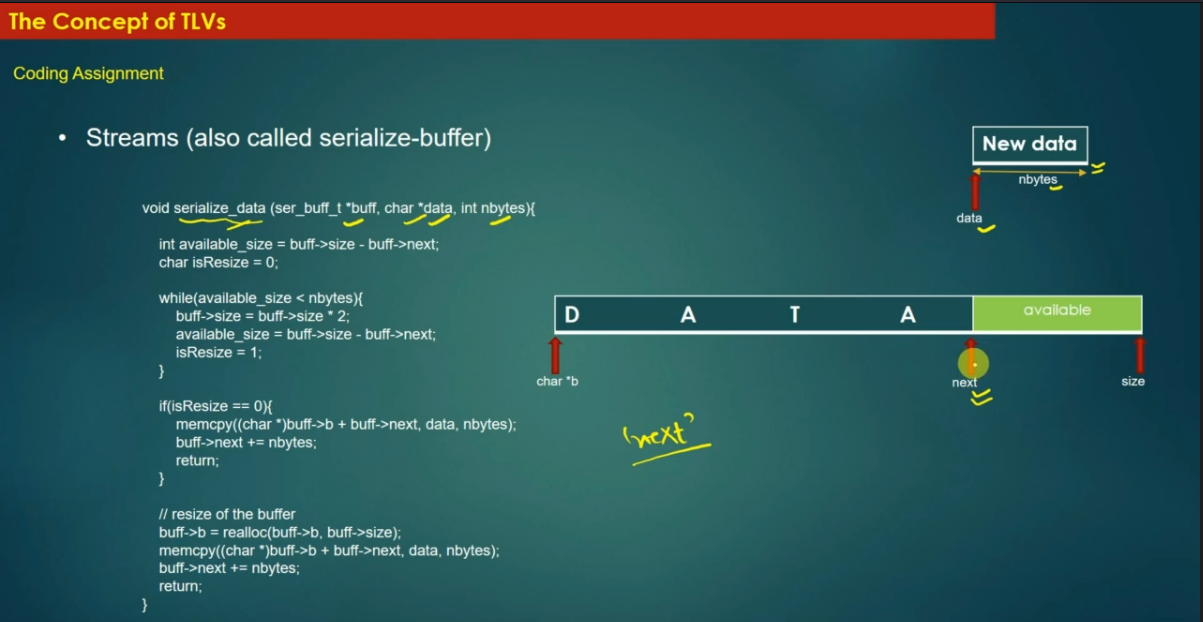 The Concept of TLVs
Coding Assignment
• Streams (also called serialize-buffer)
void serialize_data (ser_buff_t *buff, char *data, int nbytes){
int available_size = buff->size - buff->next;
char isResize = 0;
while(available_size < nbytes){
buff->size = buff->size * 2;
available_size = buff->size - buff->next;
isResize = 1;
}
if(isResize == 0){
memcpy((char *)buff->b + buff->next, data, nbytes);
buff->next += nbytes;
return;
}
// resize of the buffer
buff->b = realloc(buff->b, buff->size);
memcpy((char *)buff->b + buff->next, data, nbytes);
buff->next += nbytes;
return;
}
New data
nbytes
data
D A T A available
char *b next size
'next'